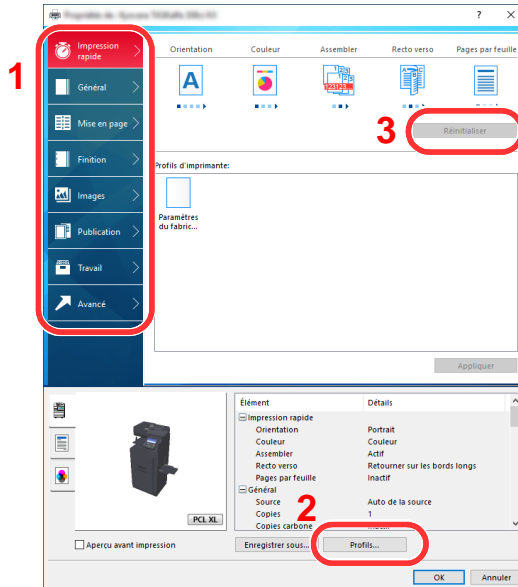 ? X
1
Impression rapide
Général
Mise en page
Finition
Images
Publication
Travail
Avancé
Orientation Couleur Assembler Recto verso Pages par feuille
A
123123
3
Réinitialiser
Profils d'imprimante:
Paramètres
du fabric...
Appliquer
Élément Détails
Impression rapide
Orientation Portrait
Couleur Couleur
Assembler Actif
Recto verso Retourner sur les bords longs
Pages par feuille Inactif
Général
Source Auto de la source
Copies 1
Copies carbone
2
PCL XL
Aperçu avant impression
Enregistrer sous... Profils...
OK Annuler